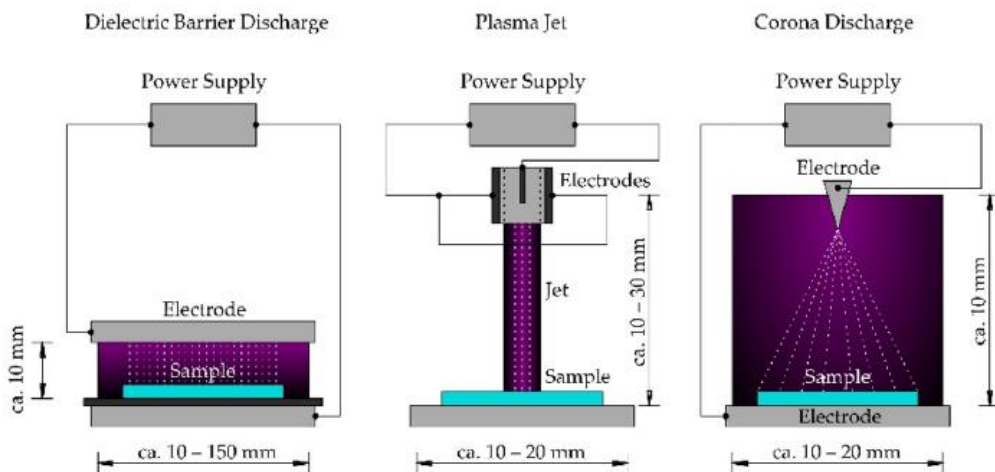 Dielectric Barrier Discharge
Power Supply
Electrode
Sample
ca. 10 mm
ca. 10 – 150 mm
Plasma Jet
Power Supply
Electrodes
Jet
Sample
ca. 10 – 30 mm
ca. 10 – 20 mm
Corona Discharge
Power Supply
Electrode
Sample
Electrode
ca. 10 mm
ca. 10 – 20 mm